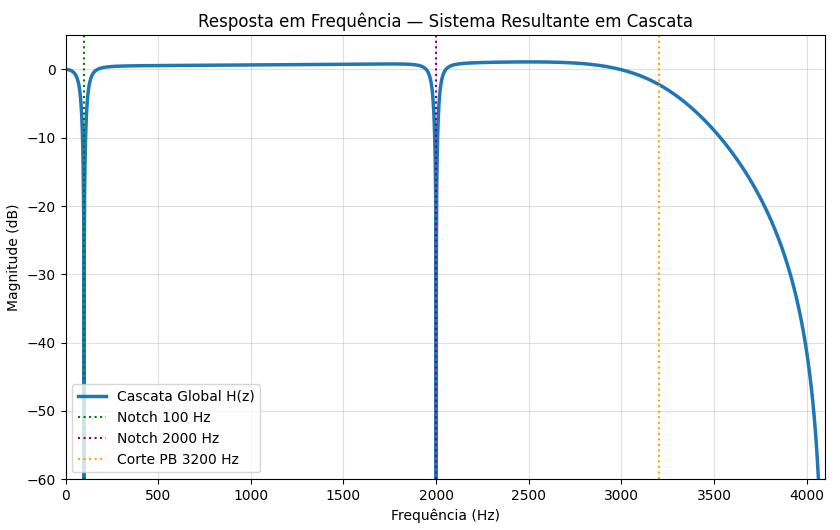 Resposta em Frequência — Sistema Resultante em Cascata
Magnitude (dB)
0
−10
−20
−30
−40
−50
−60
Cascata Global H(z)
Notch 100 Hz
Notch 2000 Hz
Corte PB 3200 Hz
0 500 1000 1500 2000 2500 3000 3500 4000
Frequência (Hz)